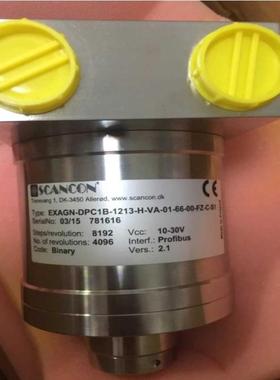 SCANCON
Tranevang 1, DK-3450 Allerød, www.scancon.dk
Type: EXAGN-DPC1B-1213-H-VA-01-66-00-FZ-C-S1
SerialNo: 03/15 781616
Steps/revolution: 8192 Vcc: 10-30V
No. of revolutions: 4096 Interf.: Profibus
Code: Binary Vers.: 2.1
CE